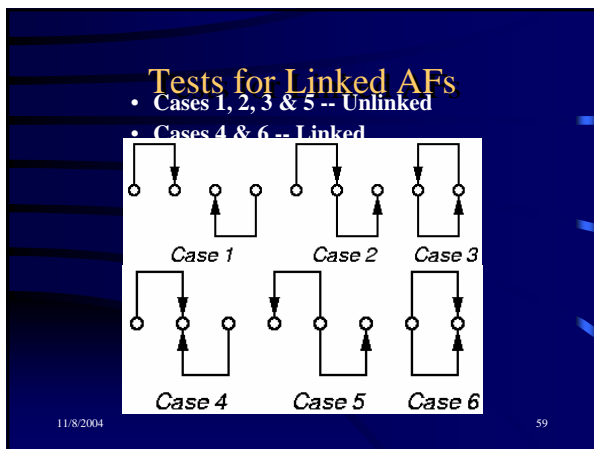 Tests for Linked AFs
• Cases 1, 2, 3 & 5 -- Unlinked
• Cases 4 & 6 -- Linked
Case 1 Case 2 Case 3
Case 4 Case 5 Case 6
11/8/2004 59